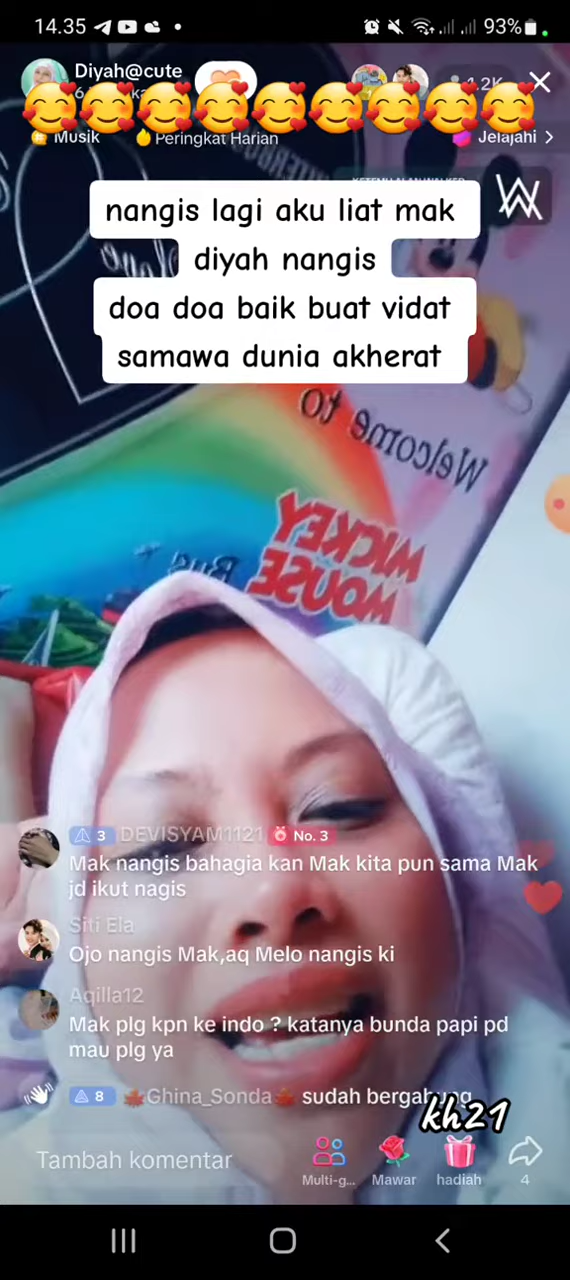 14.35
93%
Diyah@cute
1.2K
Musik
Peringkat Harian
Jelajahi >
nangis lagi aku liat mak
diyah nangis
doa doa baik buat vidat
samawa dunia akherat
Welcome to
MICKEY
MOUSE
3 DEVISYAM1121 No. 3
Mak nangis bahagia kan Mak kita pun sama Mak
jd ikut nagis
Siti Ela
Ojo nangis Mak,aq Melo nangis ki
Aqilla12
Mak plg kpn ke indo ? katanya bunda papi pd
mau plg ya
8 🍁Ghina_Sonda🍁 sudah bergabung
kh21
Tambah komentar
Multi-g...
Mawar
hadiah
4